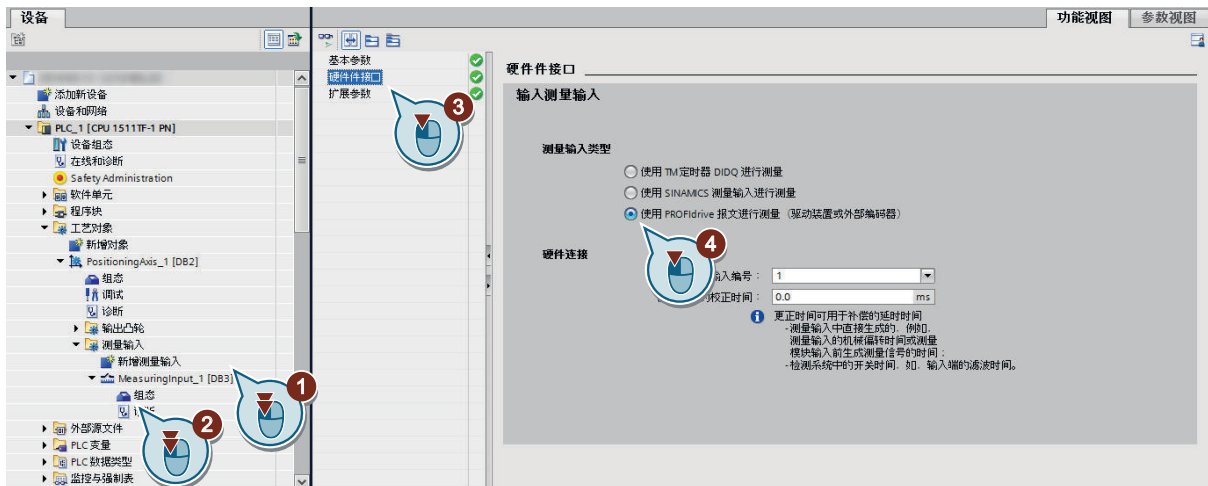 设备
功能视图
参数视图
添加新设备
设备和网络
PLC_1 [CPU 1511TF-1 PN]
设备组态
在线和诊断
Safety Administration
软件单元
程序块
工艺对象
新增对象
PositioningAxis_1 [DB2]
组态
调试
诊断
输出凸轮
测量输入
新增测量输入
MeasuringInput_1 [DB3]
组态
外部源文件
PLC 变量
PLC 数据类型
监控与强制表
1
2
基本参数
硬件件接口
扩展参数
3
硬件件接口
输入测量输入
测量输入类型
使用 TM 定时器 DIDQ 进行测量
使用 SINAMICS 测量输入进行测量
使用 PROFIdrive 报文进行测量（驱动装置或外部编码器）
4
硬件连接
输入编号： 1
校正时间： 0.0 ms
更正时间可用于补偿的延时时间
-测量输入中直接生成的，例如，
测量输入的机械偏转时间或测量
模块输入前生成测量信号的时间；
-检测系统中的开关时间，如，输入端的滤波时间。